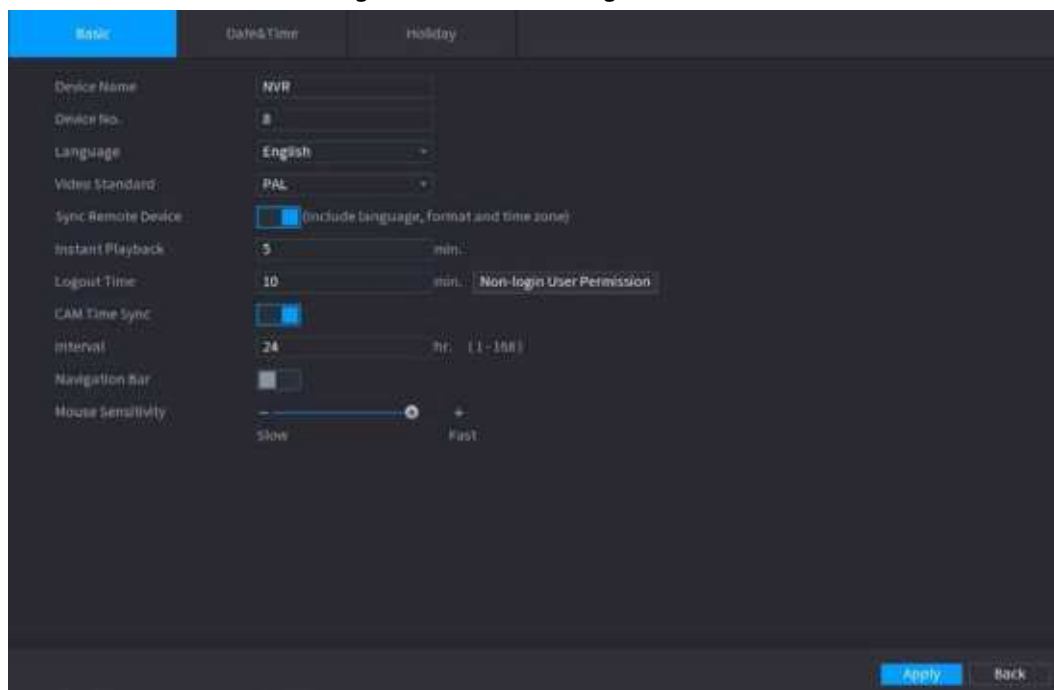 Basic Date&Time Holiday
Device Name NVR
Device No. 8
Language English
Video Standard PAL
Sync Remote Device (Include language, format and time zone)
Instant Playback 5 min.
Logout Time 10 min. Non-login User Permission
CAM Time Sync
Interval 24 hr. (1-168)
Navigation Bar
Mouse Sensitivity - +
Slow Fast
Apply Back